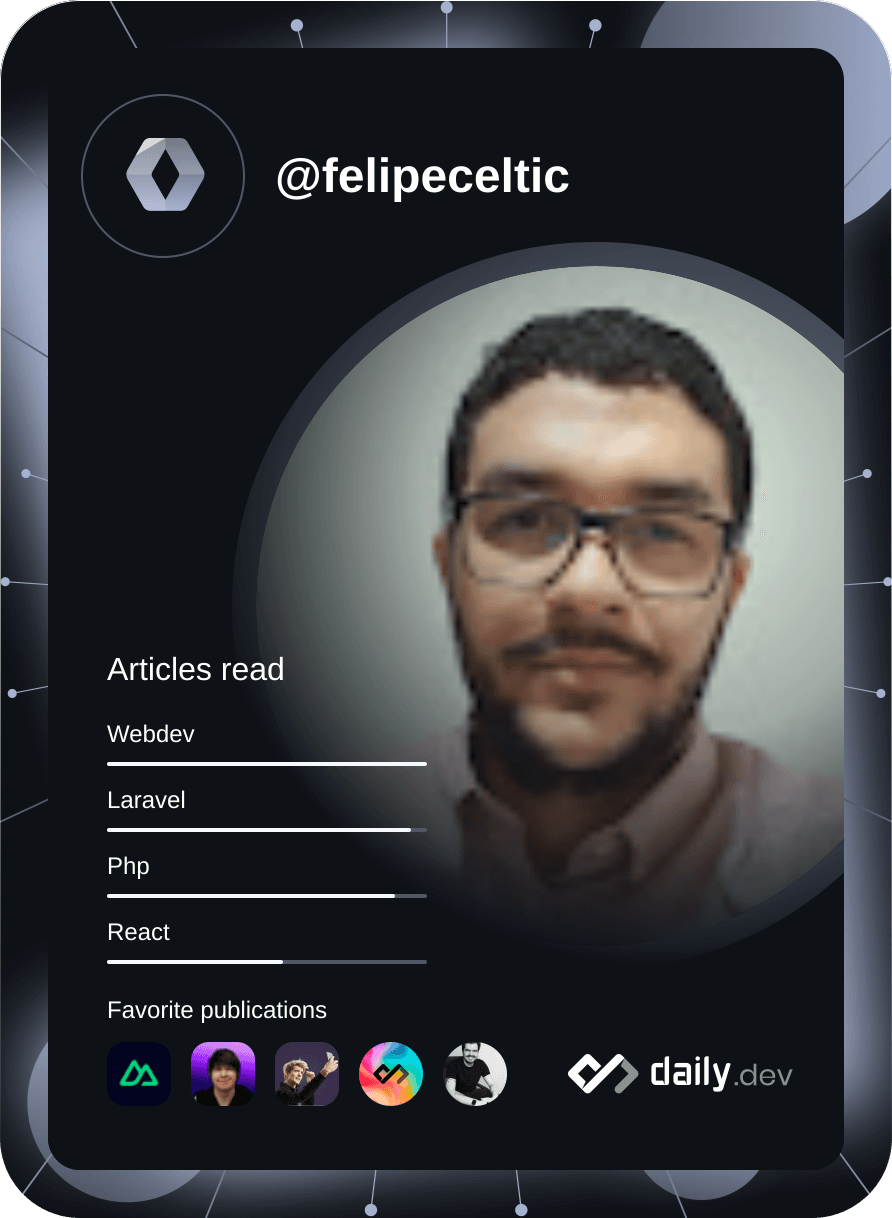 @felipeceltic
Articles read
Webdev
Laravel
Php
React
Favorite publications
daily.dev